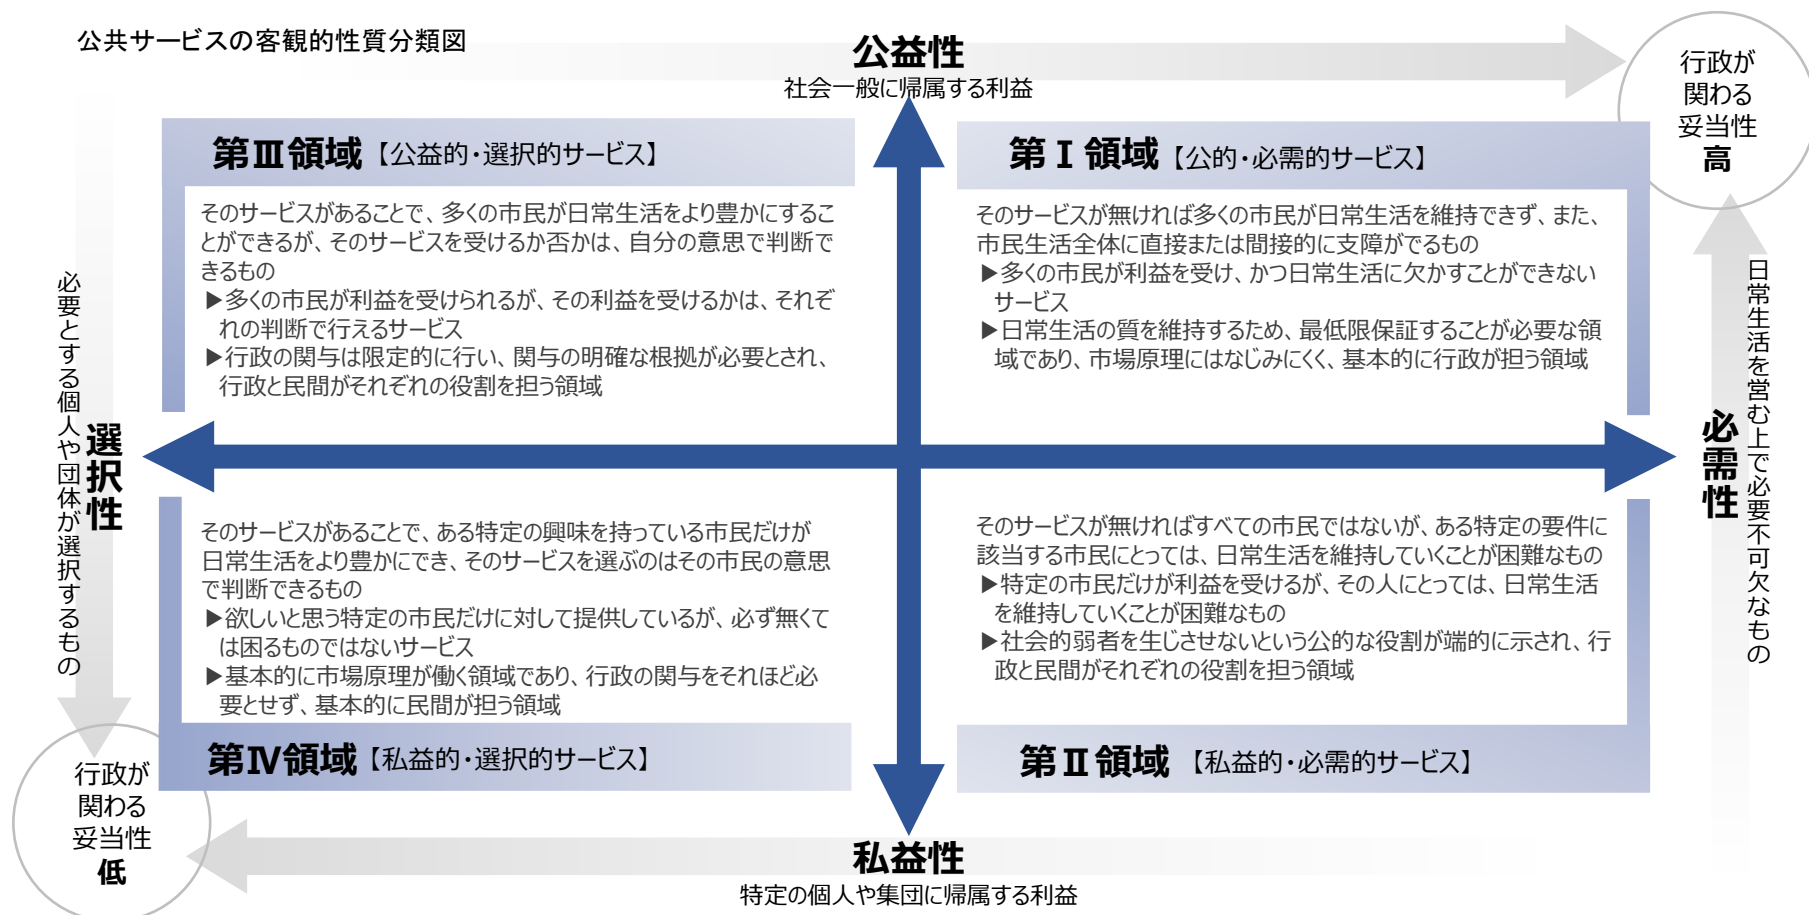 公共サービスの客観的性質分類図
公益性
社会一般に帰属する利益
行政が
関わる
妥当性
高
第Ⅲ領域【公益的・選択的サービス】
そのサービスがあることで、多くの市民が日常生活をより豊かにするこ
とができるが、そのサービスを受けるか否かは、自分の意思で判断で
きるもの
▶多くの市民が利益を受けられるが、その利益を受けるかは、それぞ
れの判断で行えるサービス
▶行政の関与は限定的に行い、関与の明確な根拠が必要とされ、
行政と民間がそれぞれの役割を担う領域
第Ⅰ領域【公的・必需的サービス】
そのサービスが無ければ多くの市民が日常生活を維持できず、また、
市民生活全体に直接または間接的に支障がでるもの
▶多くの市民が利益を受け、かつ日常生活に欠かすことができない
サービス
▶日常生活の質を維持するため、最低限保証することが必要な領
域であり、市場原理にはなじみにくく、基本的に行政が担う領域
選択性
必要とする個人や団体が選択するもの
必需性
日常生活を営む上で必要不可欠なもの
そのサービスがあることで、ある特定の興味を持っている市民だけが
日常生活をより豊かにでき、そのサービスを選ぶのはその市民の意思
で判断できるもの
▶欲しいと思う特定の市民だけに対して提供しているが、必ず無くて
は困るものではないサービス
▶基本的に市場原理が働く領域であり、行政の関与をそれほど必
要とせず、基本的に民間が担う領域
第Ⅳ領域【私益的・選択的サービス】
そのサービスが無ければすべての市民ではないが、ある特定の要件に
該当する市民にとっては、日常生活を維持していくことが困難なもの
▶特定の市民だけが利益を受けるが、その人にとっては、日常生活
を維持していくことが困難なもの
▶社会的弱者を生じさせないという公的な役割が端的に示され、行
政と民間がそれぞれの役割を担う領域
第Ⅱ領域【私益的・必需的サービス】
行政が
関わる
妥当性
低
私益性
特定の個人や集団に帰属する利益